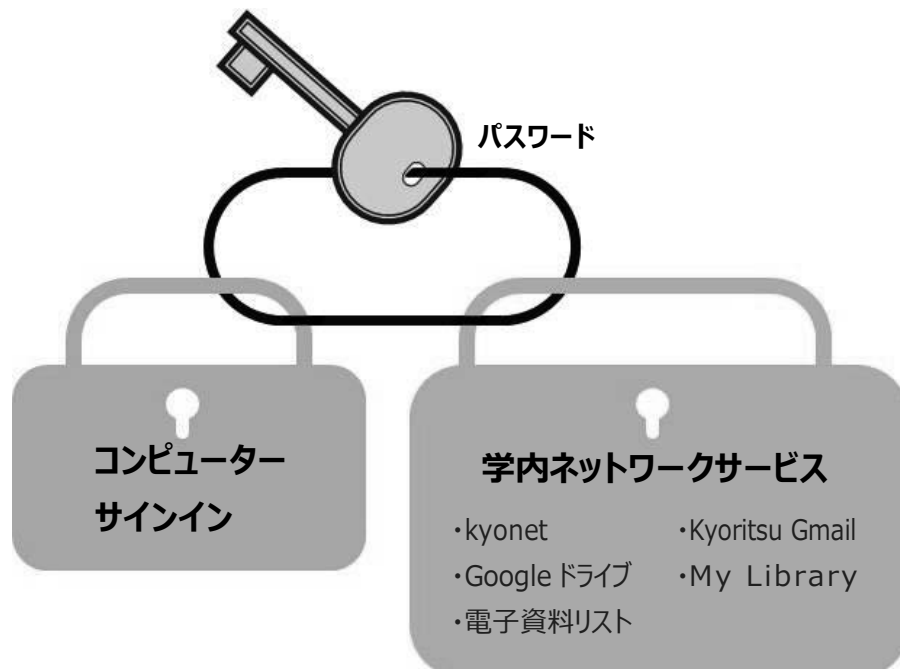 パスワード
コンピューター
サインイン
学内ネットワークサービス
・kyonet ・Kyoritsu Gmail
・Google ドライブ ・My Library
・電子資料リスト